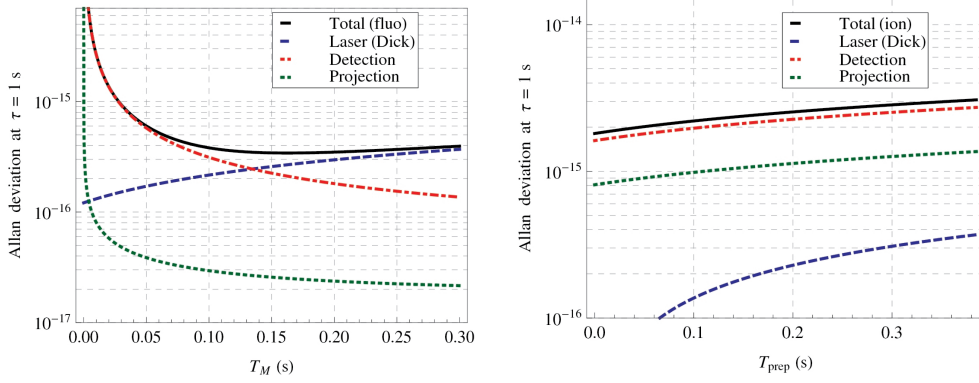 Total (fluo)
Laser (Dick)
Detection
Projection
Allan deviation at τ = 1 s
10⁻¹⁵
10⁻¹⁶
10⁻¹⁷
0.00 0.05 0.10 0.15 0.20 0.25 0.30
T_M (s)
10⁻¹⁴
Total (ion)
Laser (Dick)
Detection
Projection
Allan deviation at τ = 1 s
10⁻¹⁵
10⁻¹⁶
0.0 0.1 0.2 0.3
T_prep (s)